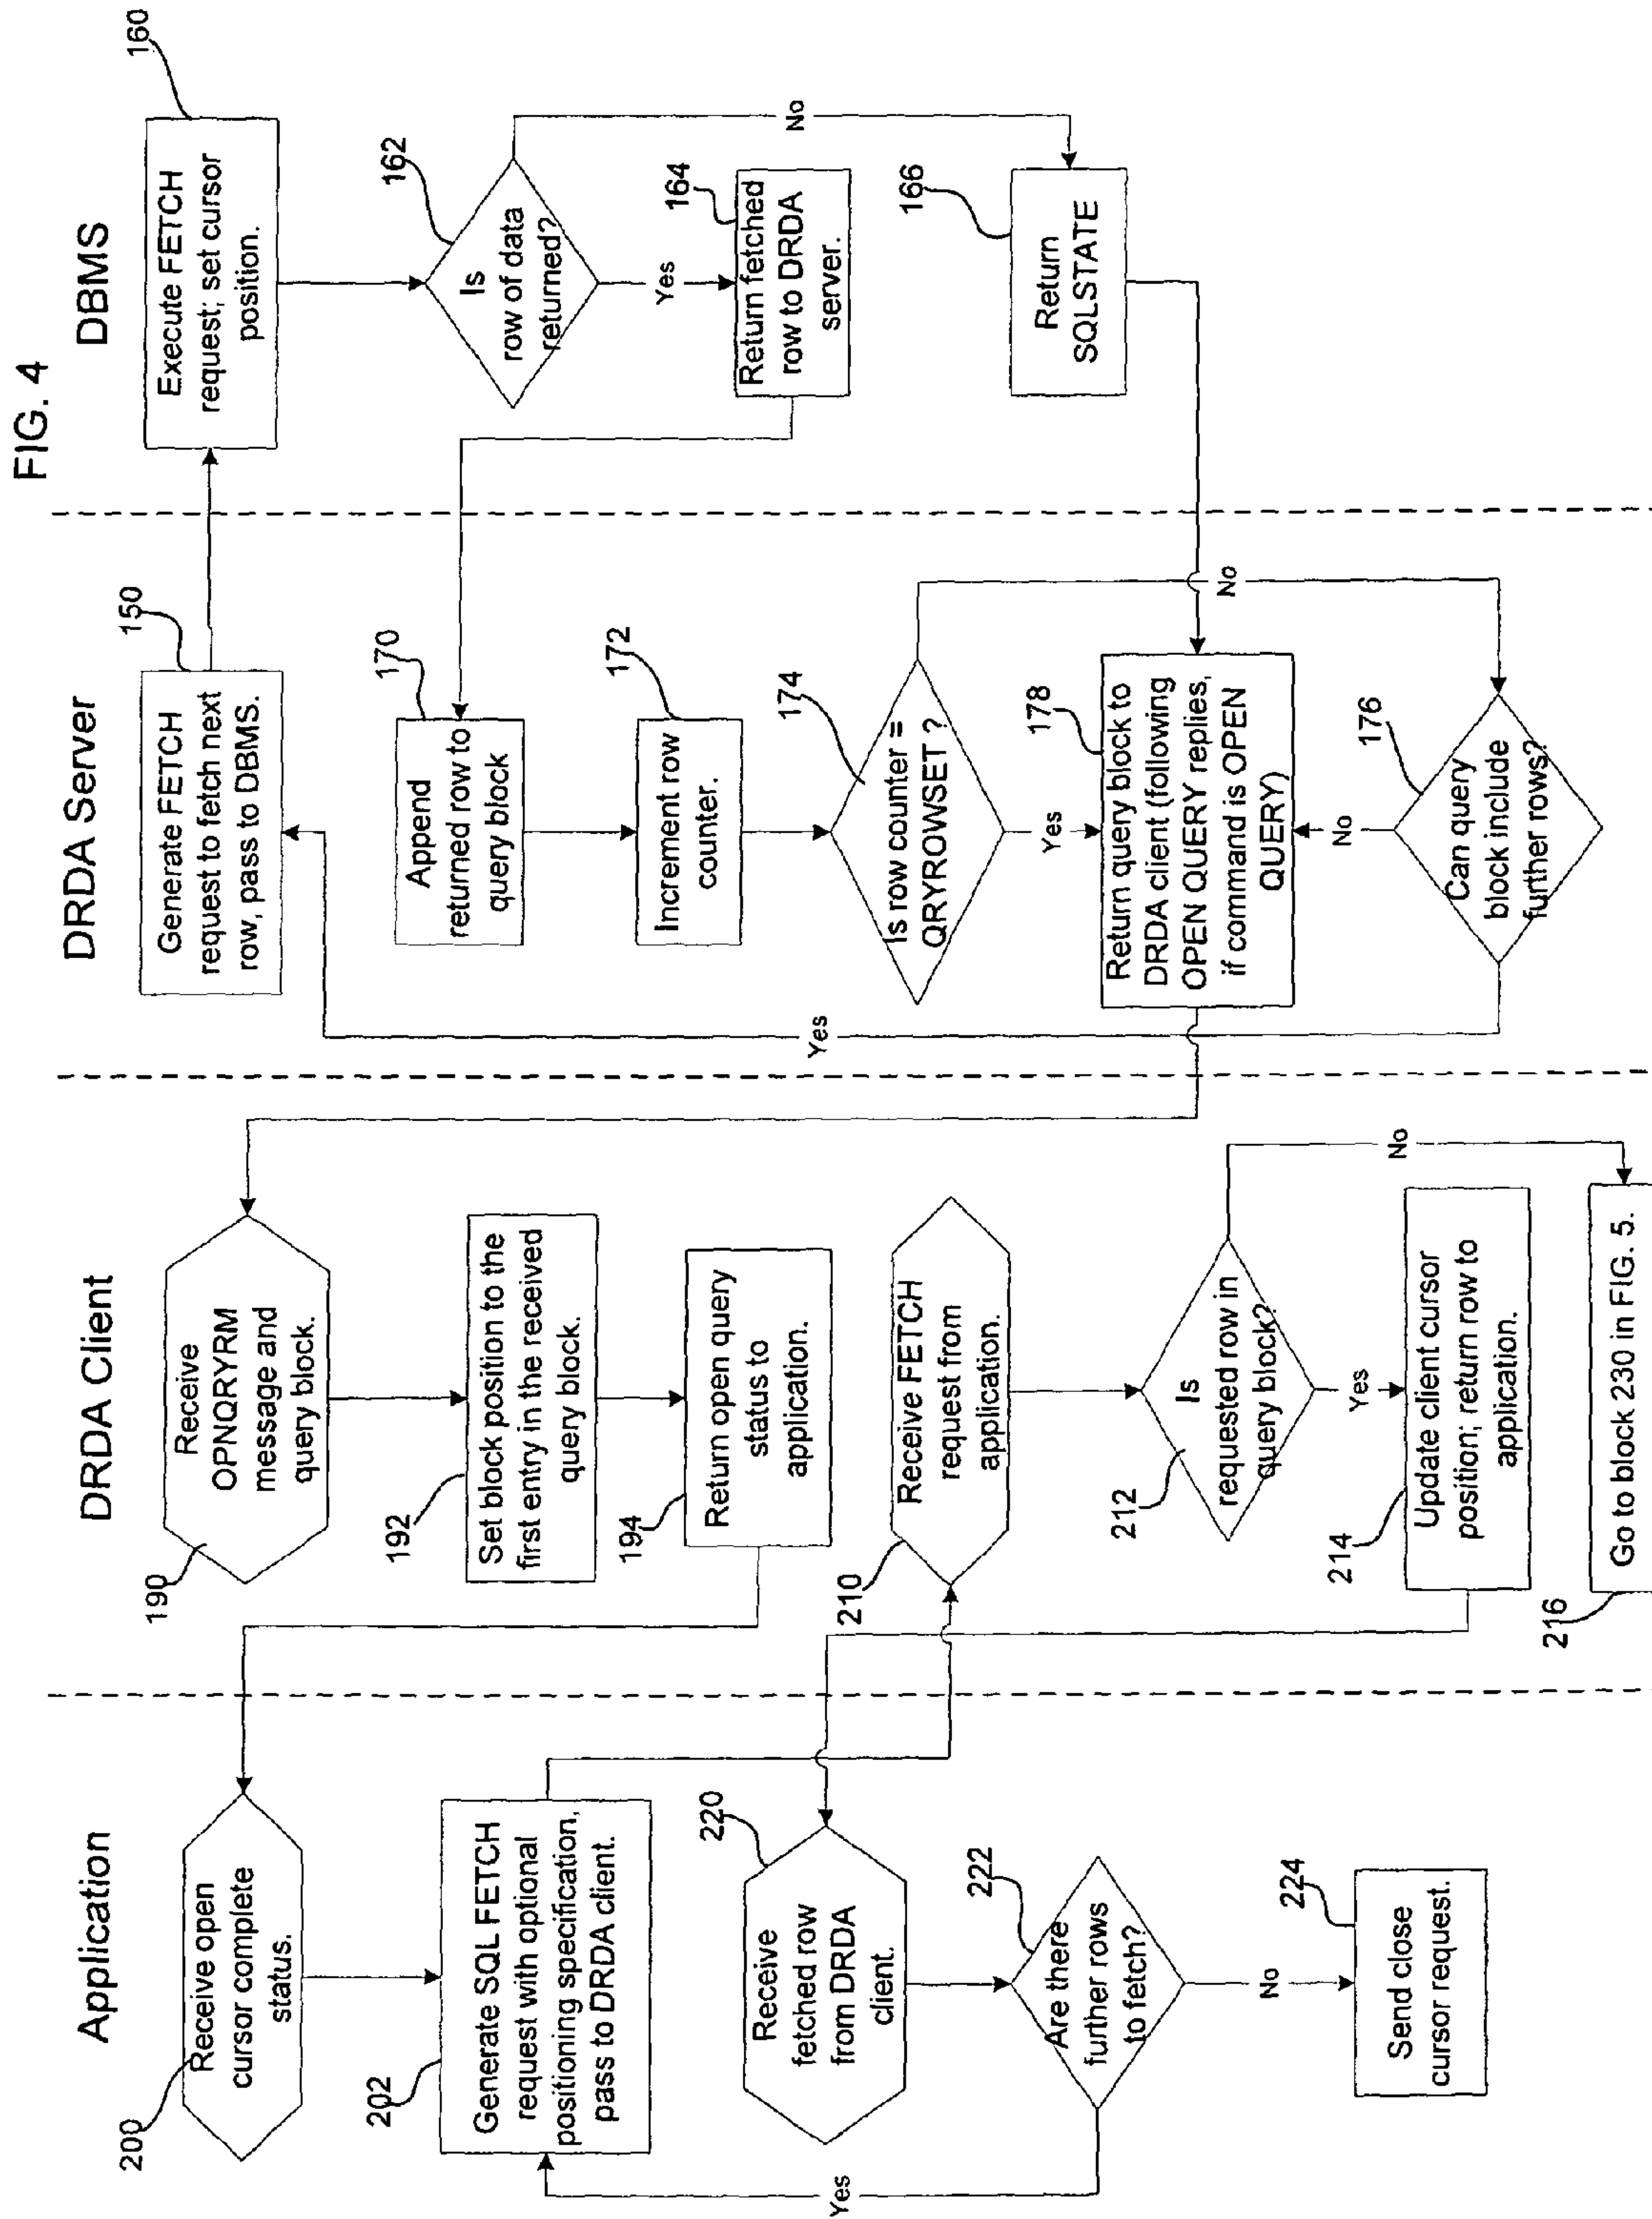 FIG. 4
Application
200
Receive open
cursor complete
status.
202
Generate SQL FETCH
request with optional
positioning specification,
pass to DRDA client.
220
Receive
fetched row
from DRDA
client.
222
Are there
further rows
to fetch?
Yes
No
224
Send close
cursor request.
DRDA Client
190
Receive
OPNQRYRM
message and
query block.
192
Set block position to the
first entry in the received
query block.
194
Return open query
status to
application.
210
Receive FETCH
request from
application.
212
Is
requested row in
query block?
Yes
No
214
Update client cursor
position; return row to
application.
216
Go to block 230 in FIG. 5.
DRDA Server
150
Generate FETCH
request to fetch next
row, pass to DBMS.
170
Append
returned row to
query block
172
Increment row
counter.
174
Is row counter =
QRYROWSET ?
Yes
No
178
Return query block to
DRDA client (following
OPEN QUERY replies,
if command is OPEN
QUERY)
176
Can query
block include
further rows?
No
Yes
DBMS
160
Execute FETCH
request; set cursor
position.
162
Is
row of data
returned?
Yes
No
164
Return fetched
row to DRDA
server.
166
Return
SQLSTATE